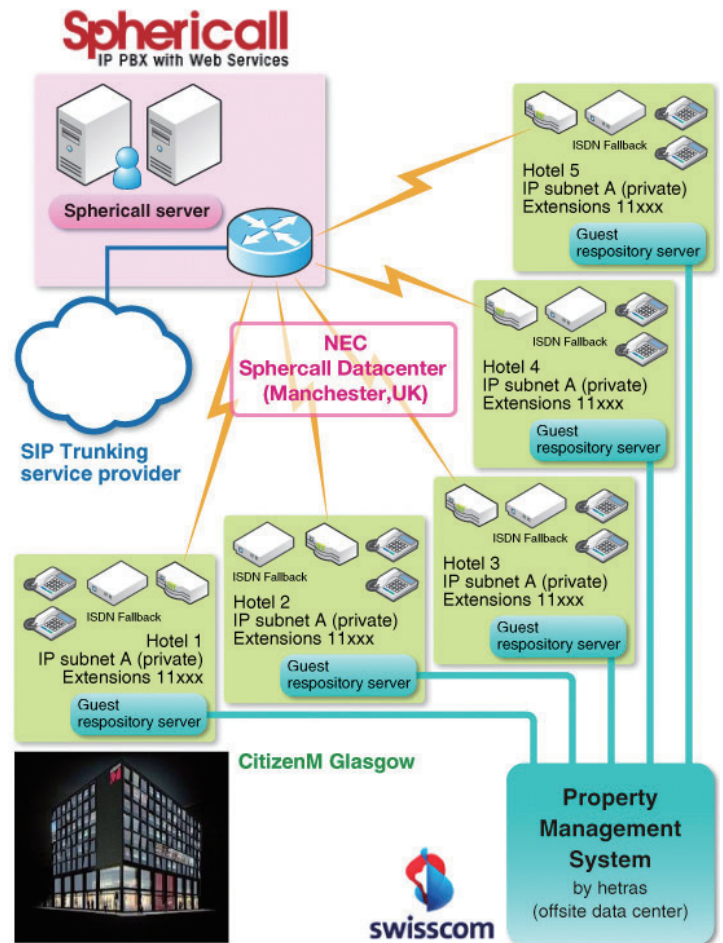 Sphericall
IP PBX with Web Services
Sphericall server
SIP Trunking
service provider
NEC
Sphercall Datacenter
(Manchester,UK)
ISDN Fallback
Hotel 5
IP subnet A (private)
Extensions 11xxx
Guest
respository server
ISDN Fallback
Hotel 4
IP subnet A (private)
Extensions 11xxx
Guest
respository server
ISDN Fallback
Hotel 3
IP subnet A (private)
Extensions 11xxx
Guest
respository server
ISDN Fallback
Hotel 2
IP subnet A (private)
Extensions 11xxx
Guest
respository server
ISDN Fallback
Hotel 1
IP subnet A (private)
Extensions 11xxx
Guest
respository server
CitizenM Glasgow
Property
Management
System
by hetras
(offsite data center)
swisscom